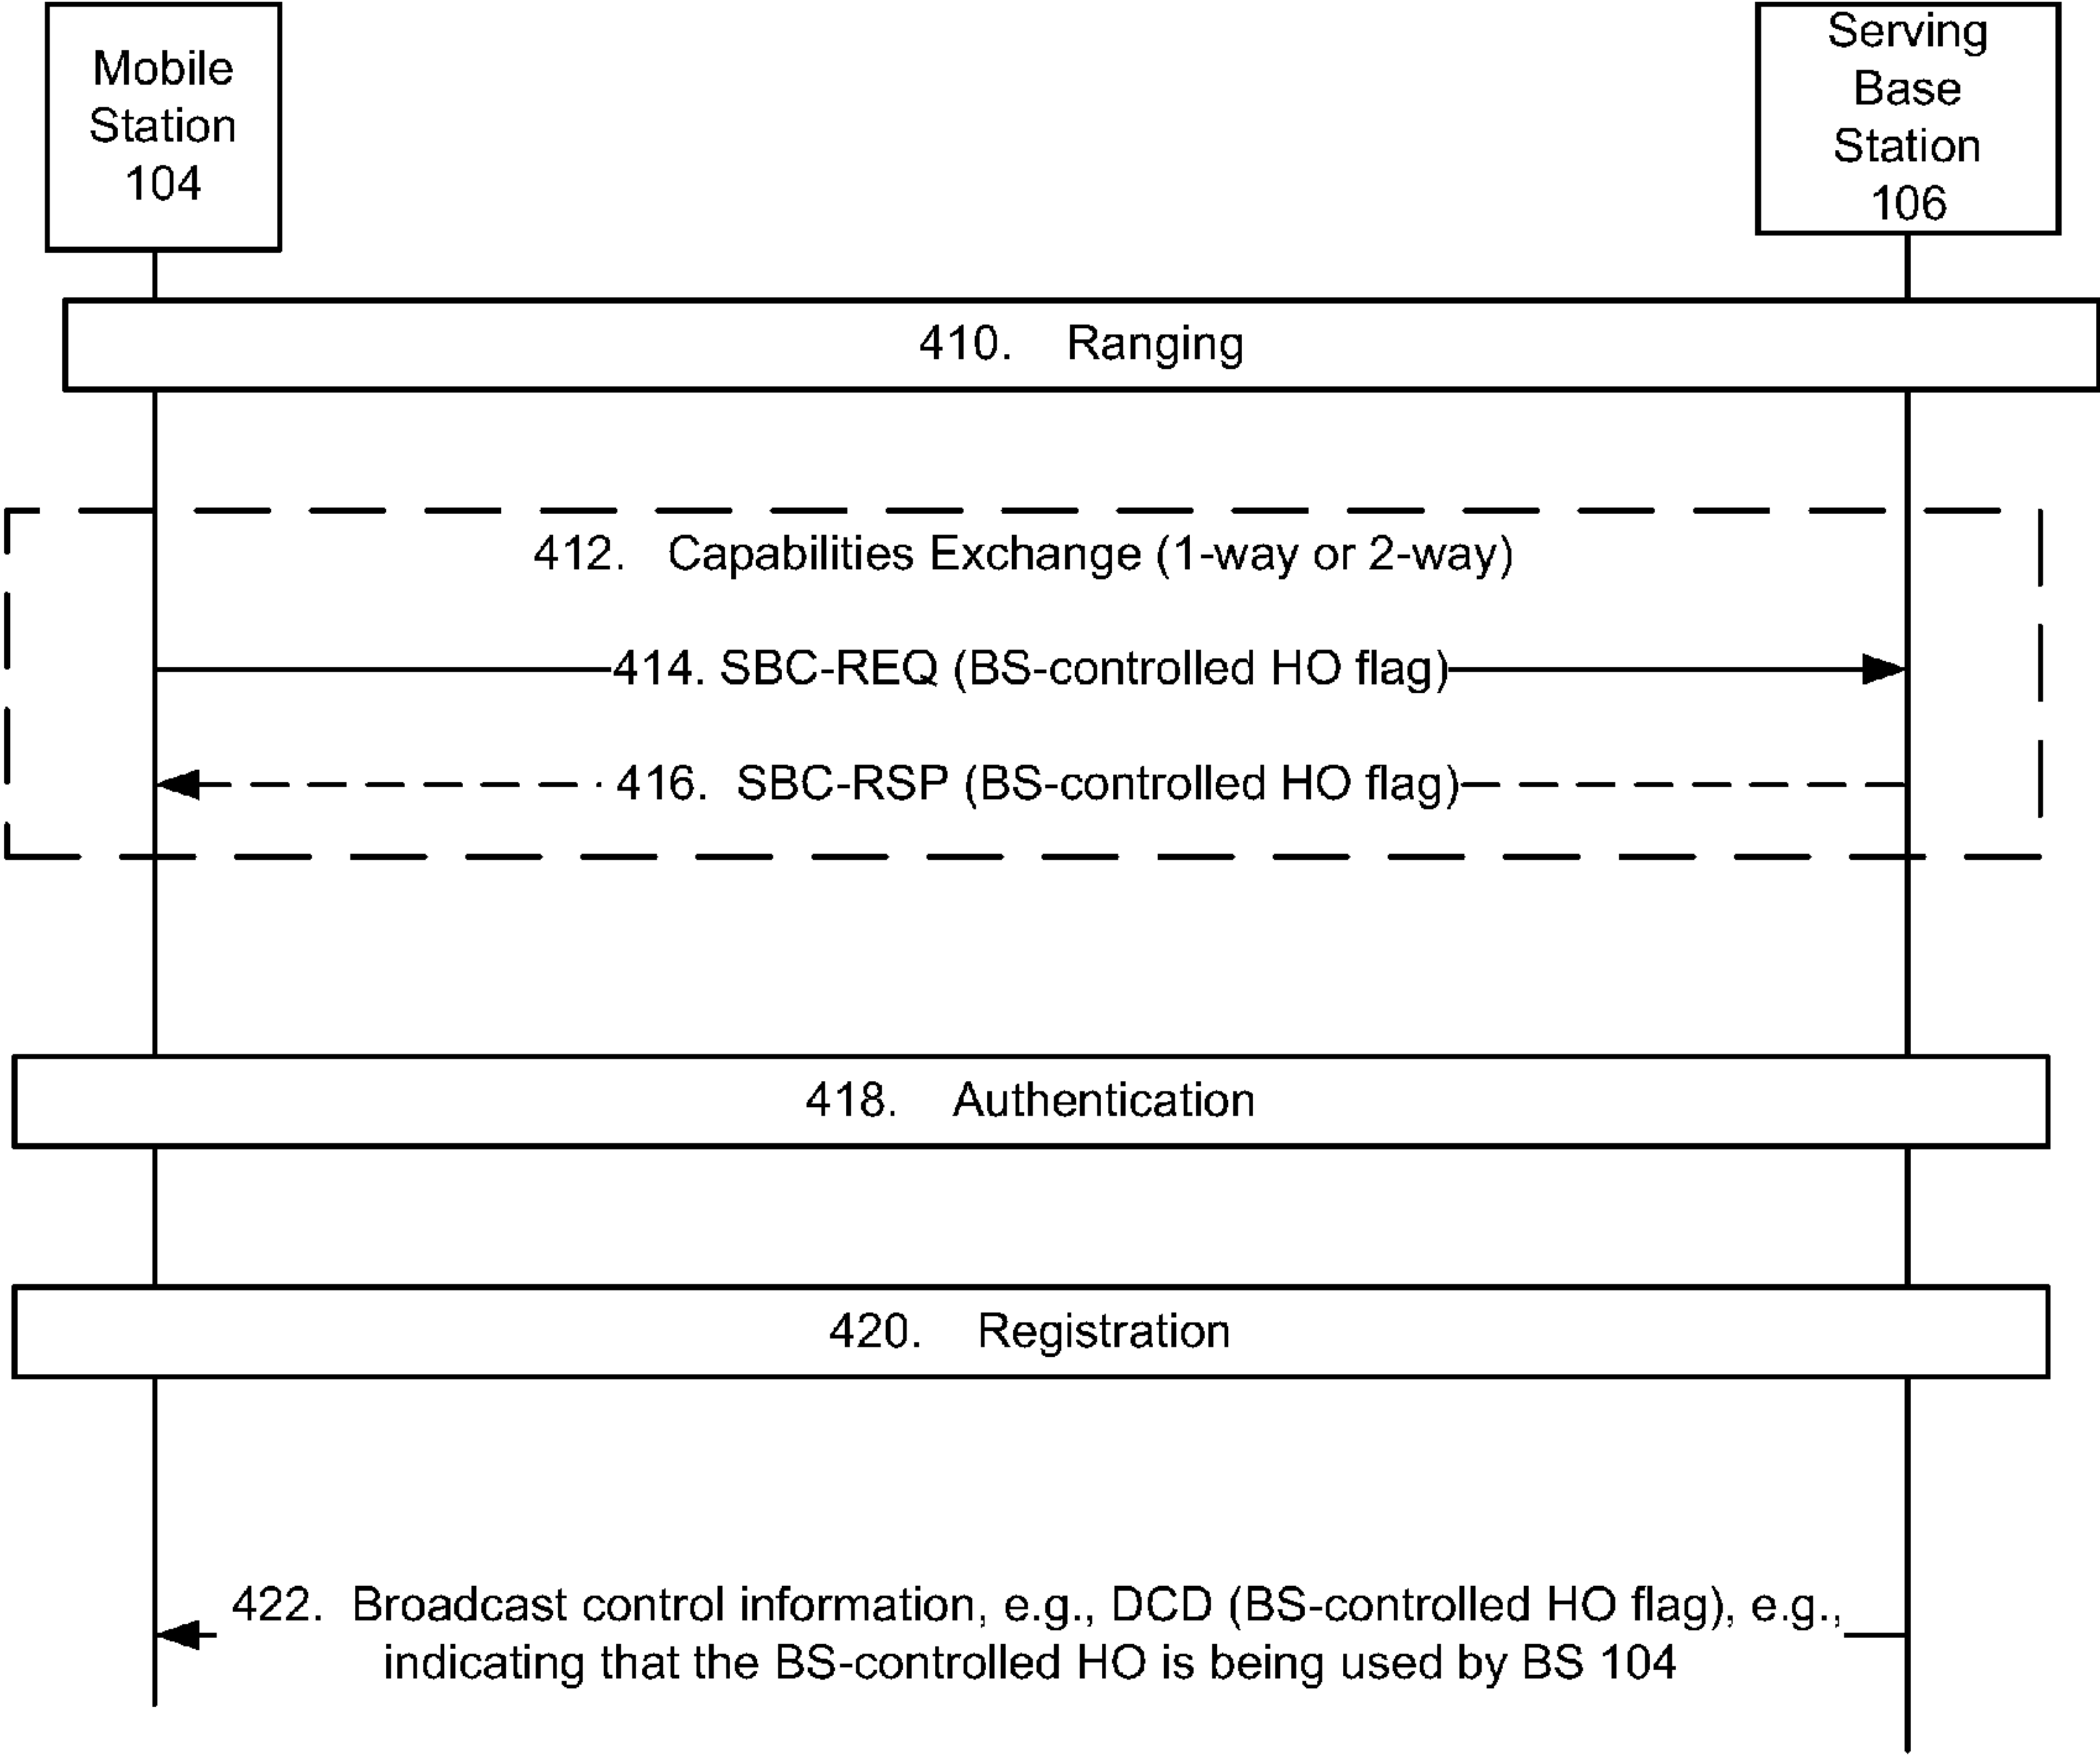 Mobile
Station
104
Serving
Base
Station
106
410. Ranging
412. Capabilities Exchange (1-way or 2-way)
414. SBC-REQ (BS-controlled HO flag)
416. SBC-RSP (BS-controlled HO flag)
418. Authentication
420. Registration
422. Broadcast control information, e.g., DCD (BS-controlled HO flag), e.g.,
indicating that the BS-controlled HO is being used by BS 104